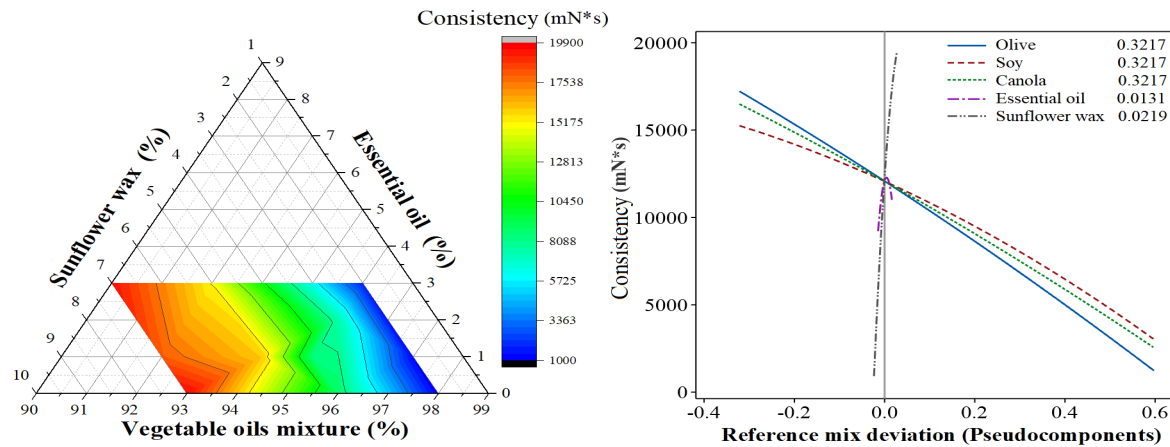 Consistency (mN*s)
1
2
3
4
5
6
7
8
9
10
Sunflower wax (%)
9
8
7
6
5
4
3
2
1
0
Essential oil (%)
90 91 92 93 94 95 96 97 98 99
Vegetable oils mixture (%)
19900
17538
15175
12813
10450
8088
5725
3363
1000
Consistency (mN*s)
20000
15000
10000
5000
0
Olive 0.3217
Soy 0.3217
Canola 0.3217
Essential oil 0.0131
Sunflower wax 0.0219
-0.4 -0.2 0.0 0.2 0.4 0.6
Reference mix deviation (Pseudocomponents)